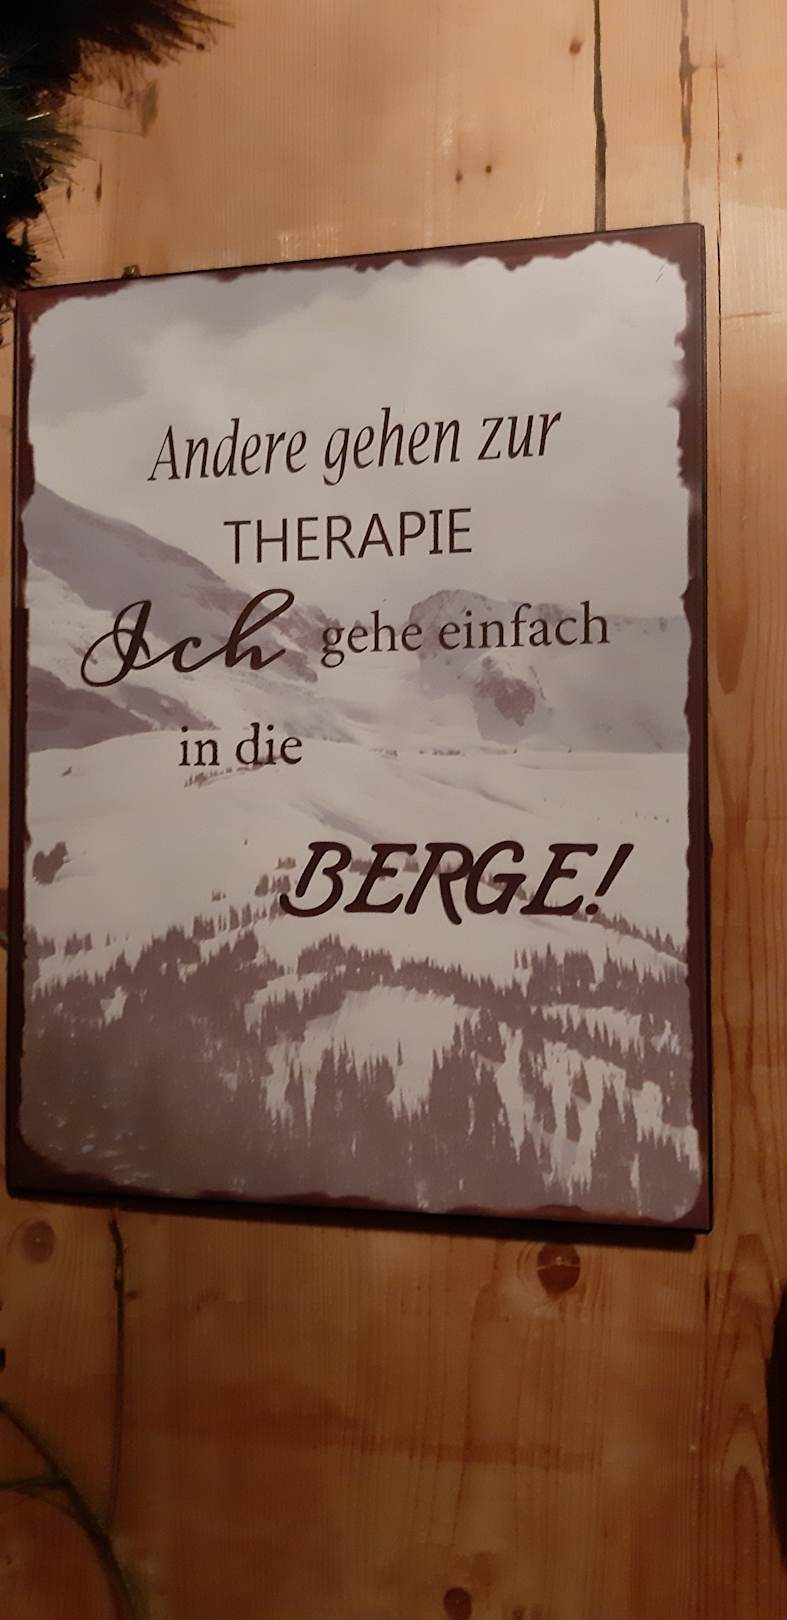 Andere gehen zur
THERAPIE
Ich gehe einfach
in die
BERGE!